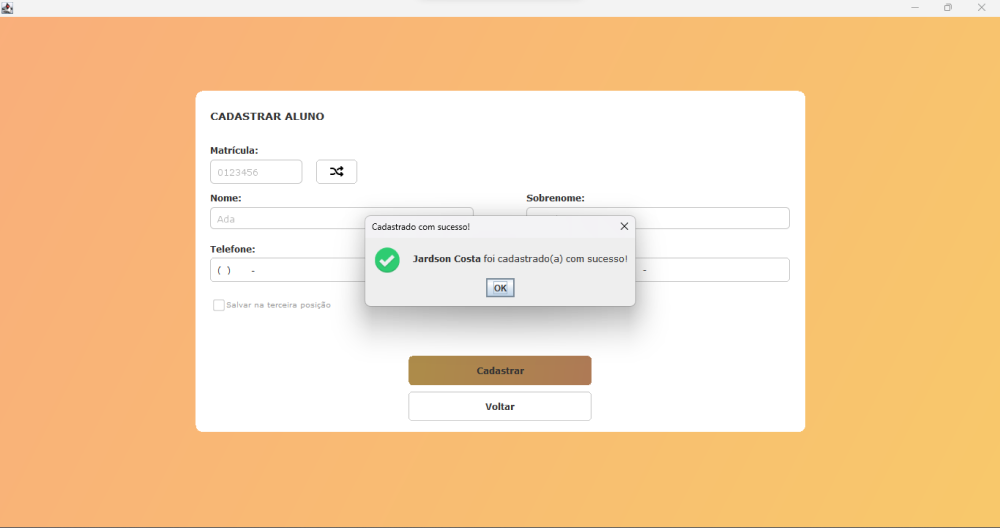 CADASTRAR ALUNO
Matrícula:
0123456
Nome:
Sobrenome:
Ada
Cadastrado com sucesso!
Telefone:
Jardson Costa foi cadastrado(a) com sucesso!
( ) -
-
OK
Salvar na terceira posição
Cadastrar
Voltar